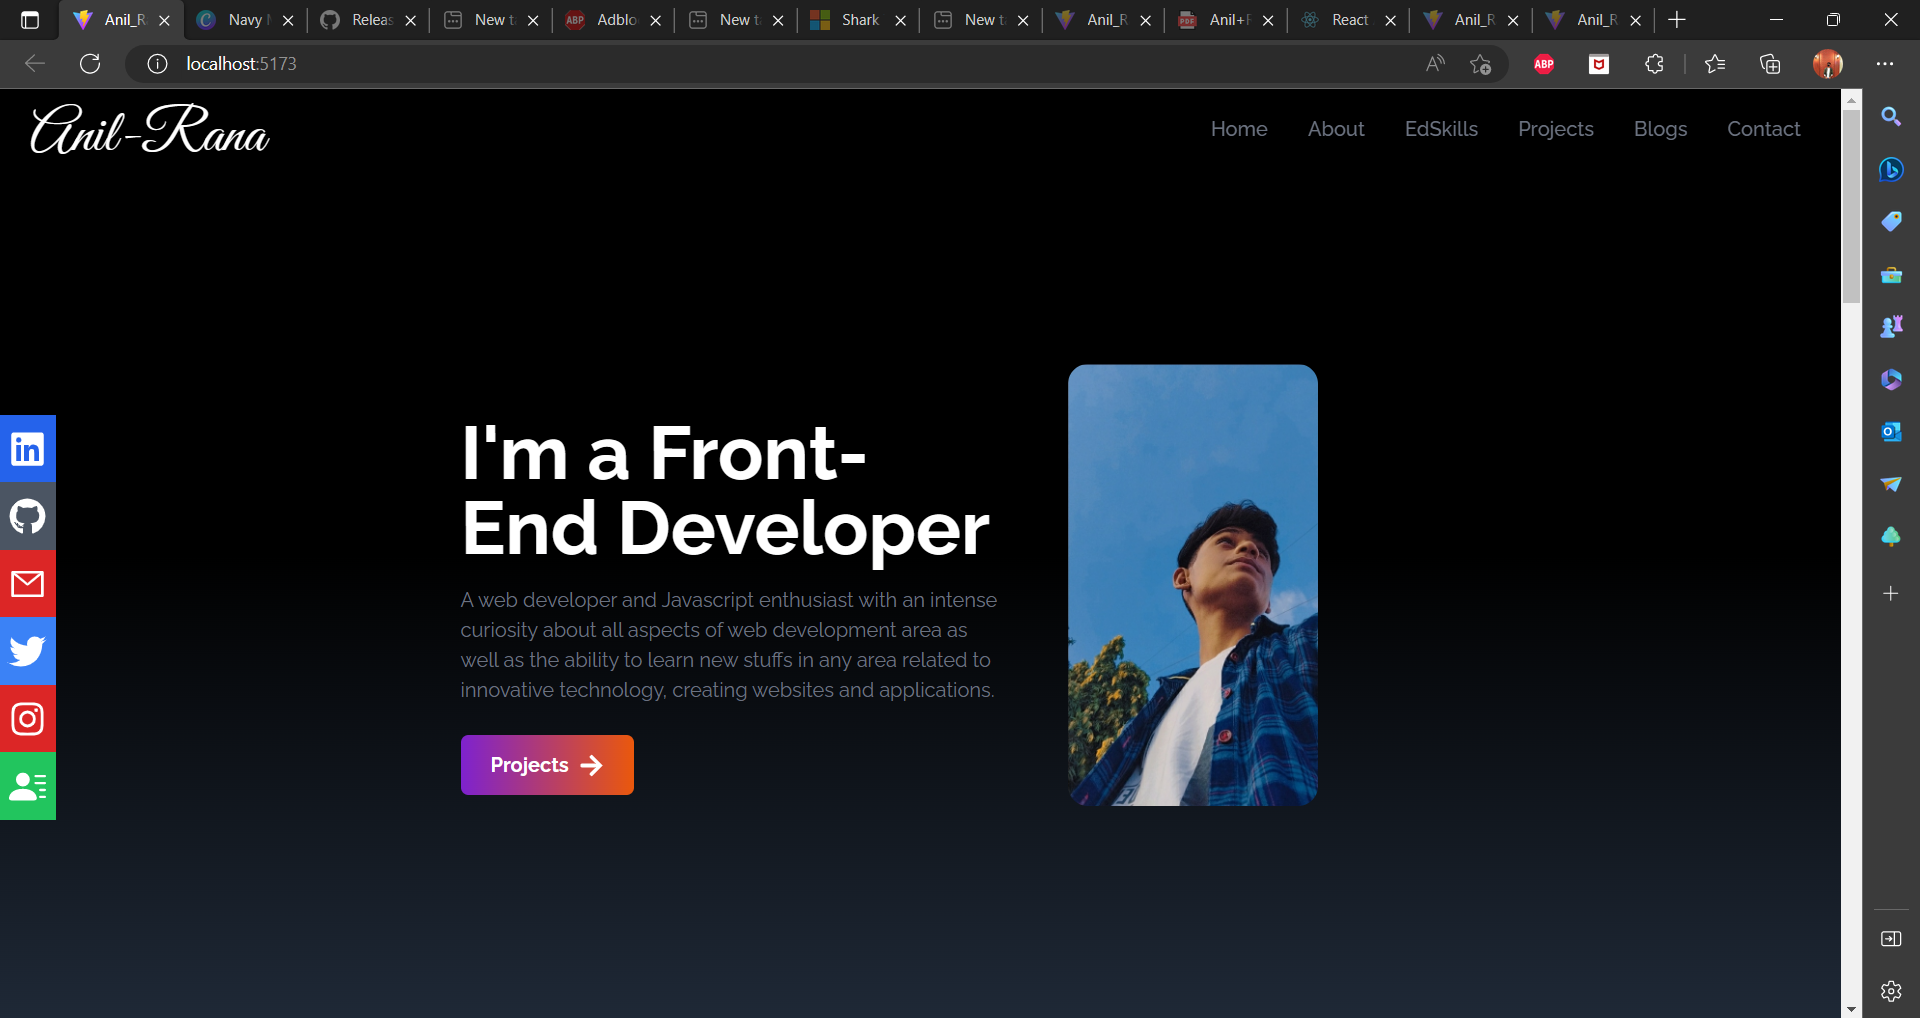 Anil_R
Navy
Releas
New t
Adblo
New t
Shark
New t
Anil_R
Anil+
React
Anil_R
Anil_R
localhost:5173
ABP
Anil-Rana
Home About EdSkills Projects Blogs Contact
I'm a Front-
End Developer
A web developer and Javascript enthusiast with an intense
curiosity about all aspects of web development area as
well as the ability to learn new stuffs in any area related to
innovative technology, creating websites and applications.
Projects